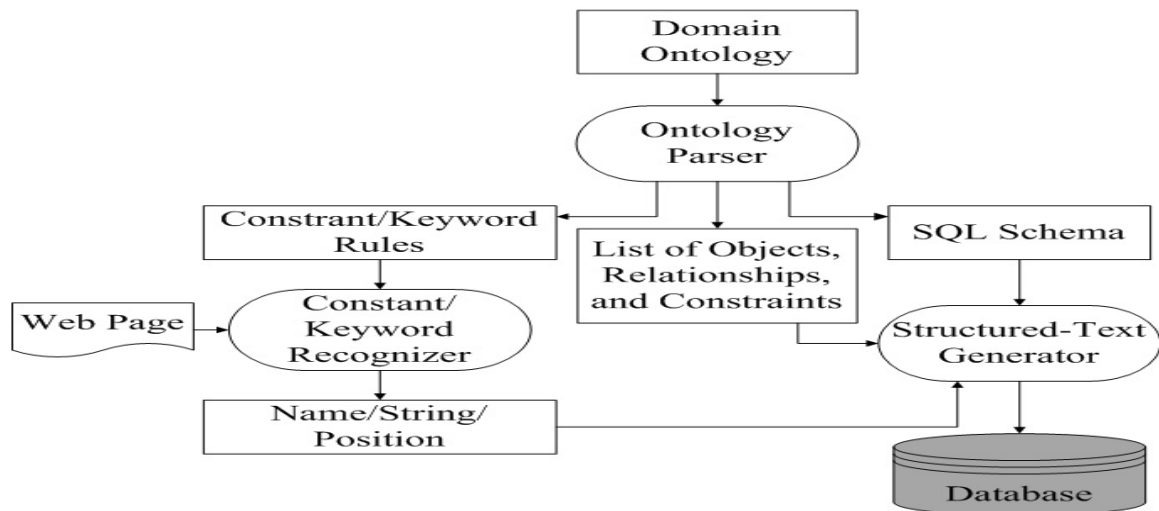 Domain
Ontology
Ontology
Parser
Constrant/Keyword
Rules
List of Objects,
Relationships,
and Constraints
SQL Schema
Web Page
Constant/
Keyword
Recognizer
Structured-Text
Generator
Name/String/
Position
Database